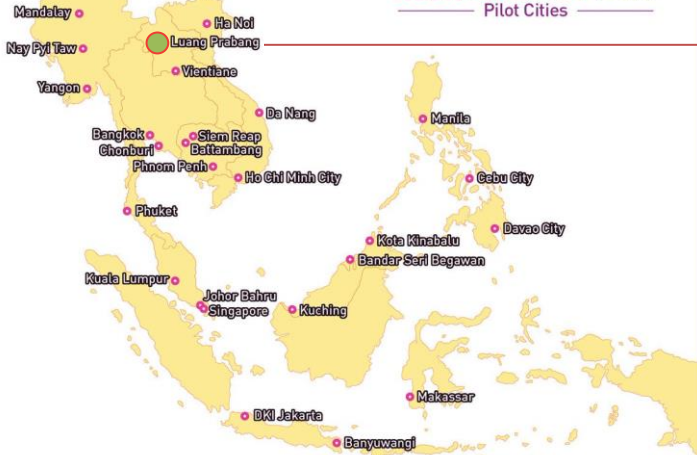 Pilot Cities
Mandalay
Ha Noi
Luang Prabang
Nay Pyi Taw
Vientiane
Yangon
Da Nang
Manila
Bangkok
Siem Reap
Chonburi
Battambang
Phnom Penh
Ho Chi Minh City
Cebu City
Phuket
Davao City
Kota Kinabalu
Bandar Seri Begawan
Kuala Lumpur
Johor Bahru
Singapore
Kuching
Makassar
DKI Jakarta
Banyuwangi